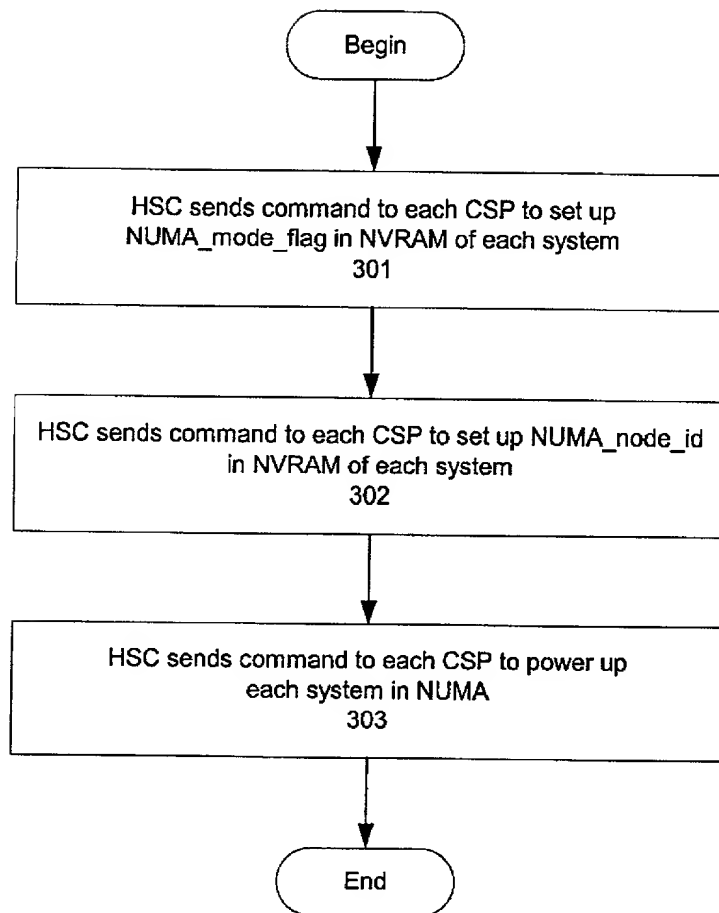 Begin
HSC sends command to each CSP to set up
NUMA_mode_flag in NVRAM of each system
301
HSC sends command to each CSP to set up NUMA_node_id
in NVRAM of each system
302
HSC sends command to each CSP to power up
each system in NUMA
303
End